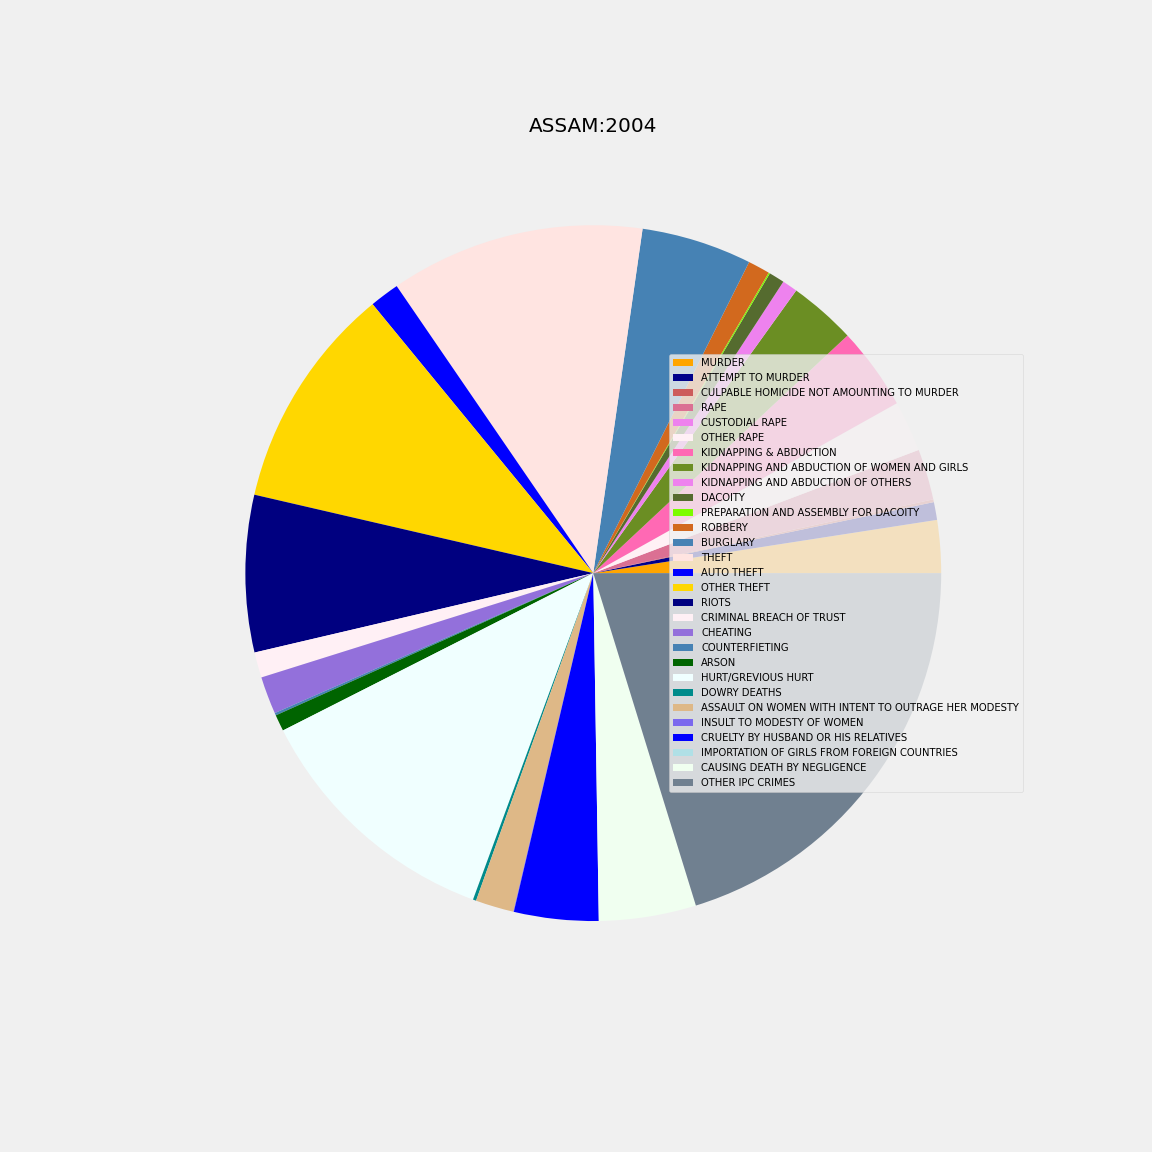 ASSAM:2004
MURDER
ATTEMPT TO MURDER
CULPABLE HOMICIDE NOT AMOUNTING TO MURDER
RAPE
CUSTODIAL RAPE
OTHER RAPE
KIDNAPPING & ABDUCTION
KIDNAPPING AND ABDUCTION OF WOMEN AND GIRLS
KIDNAPPING AND ABDUCTION OF OTHERS
DACOITY
PREPARATION AND ASSEMBLY FOR DACOITY
ROBBERY
BURGLARY
THEFT
AUTO THEFT
OTHER THEFT
RIOTS
CRIMINAL BREACH OF TRUST
CHEATING
COUNTERFIETING
ARSON
HURT/GREVIOUS HURT
DOWRY DEATHS
ASSAULT ON WOMEN WITH INTENT TO OUTRAGE HER MODESTY
INSULT TO MODESTY OF WOMEN
CRUELTY BY HUSBAND OR HIS RELATIVES
IMPORTATION OF GIRLS FROM FOREIGN COUNTRIES
CAUSING DEATH BY NEGLIGENCE
OTHER IPC CRIMES